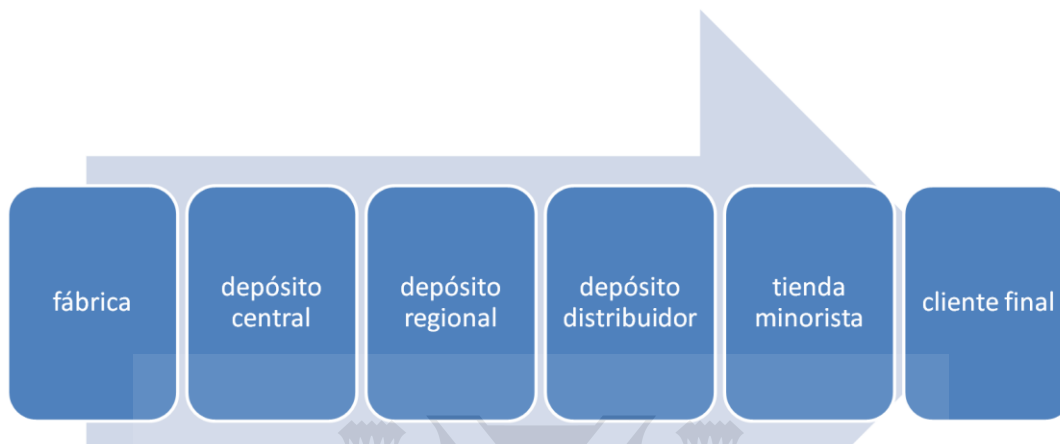 fábrica
depósito
central
depósito
regional
depósito
distribuidor
tienda
minorista
cliente final